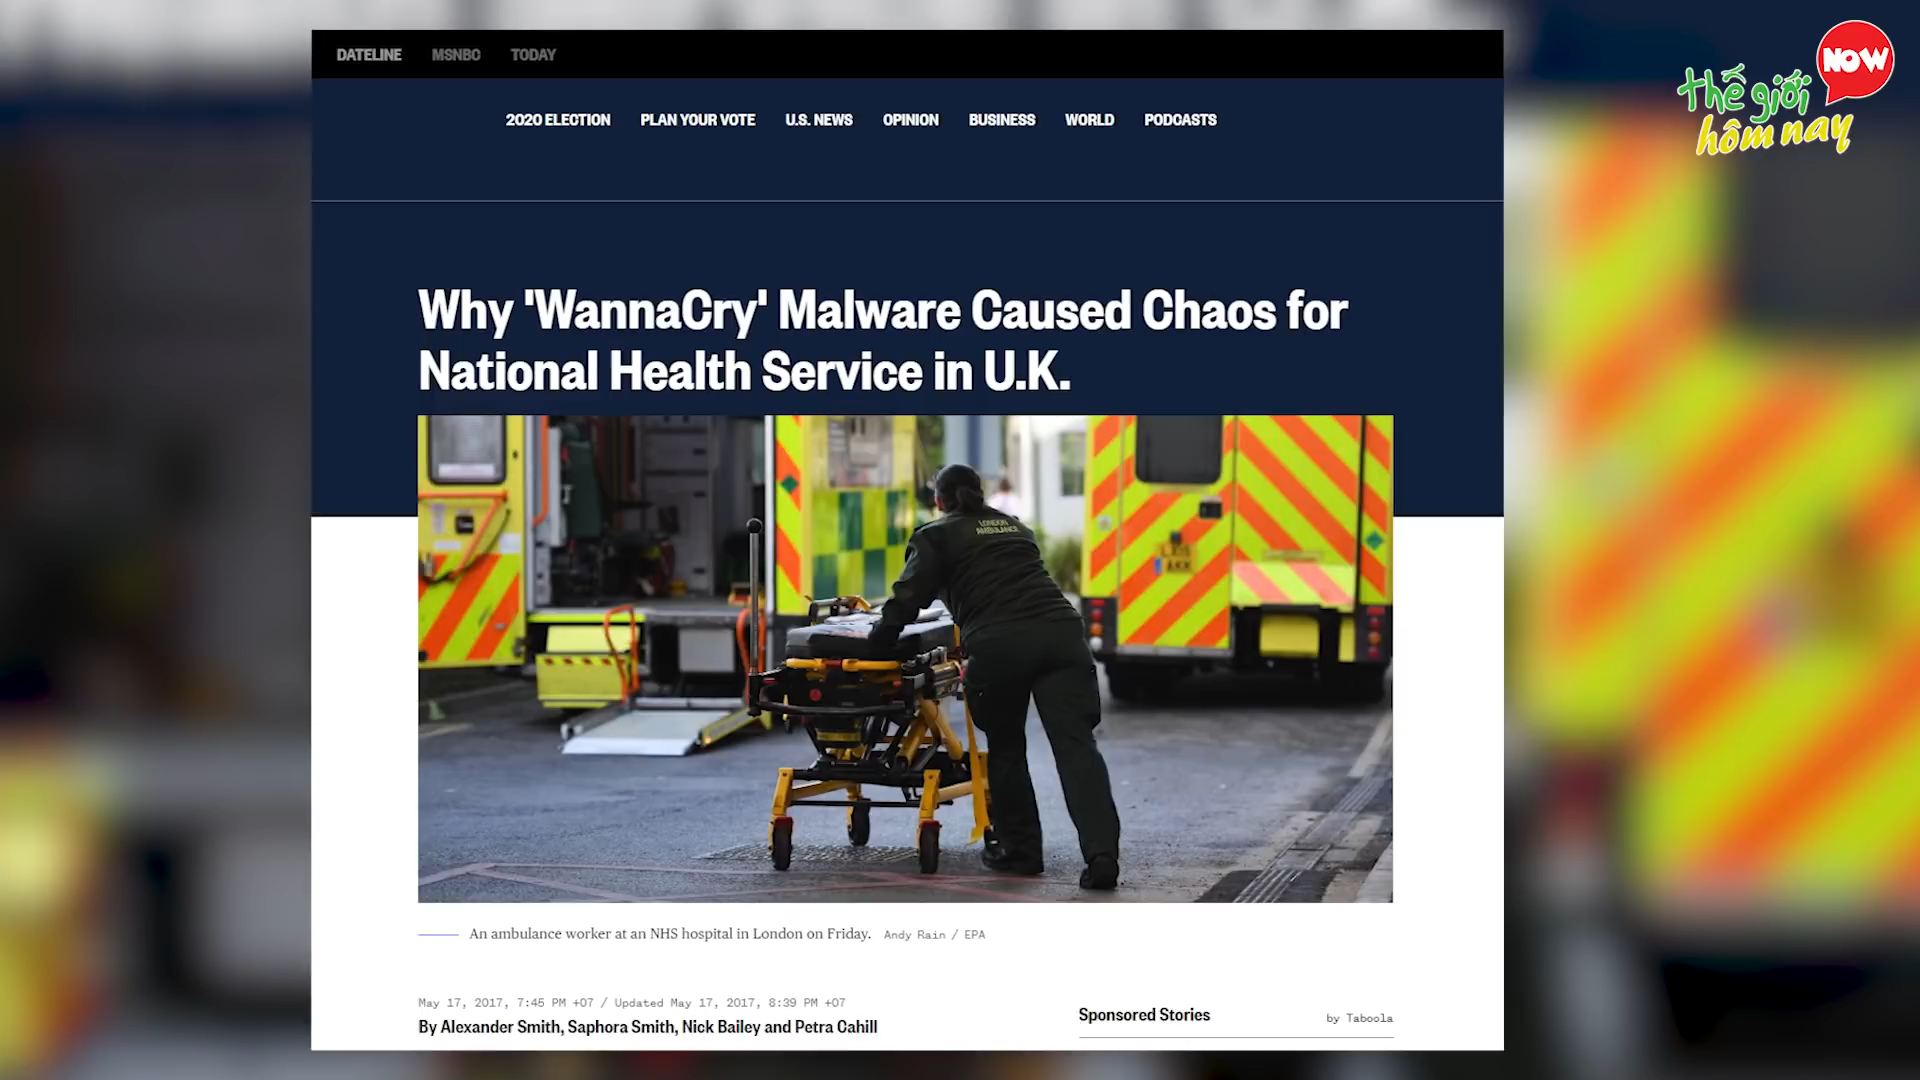 DATELINE MSNBC TODAY
NOW
thế giới
hôm nay
2020 ELECTION PLAN YOUR VOTE U.S. NEWS OPINION BUSINESS WORLD PODCASTS
Why 'WannaCry' Malware Caused Chaos for
National Health Service in U.K.
LONDON
AMBULANCE
An ambulance worker at an NHS hospital in London on Friday. Andy Rain / EPA
May 17, 2017, 7:45 PM +07 / Updated May 17, 2017, 8:39 PM +07
By Alexander Smith, Saphora Smith, Nick Bailey and Petra Cahill
Sponsored Stories
by Taboola